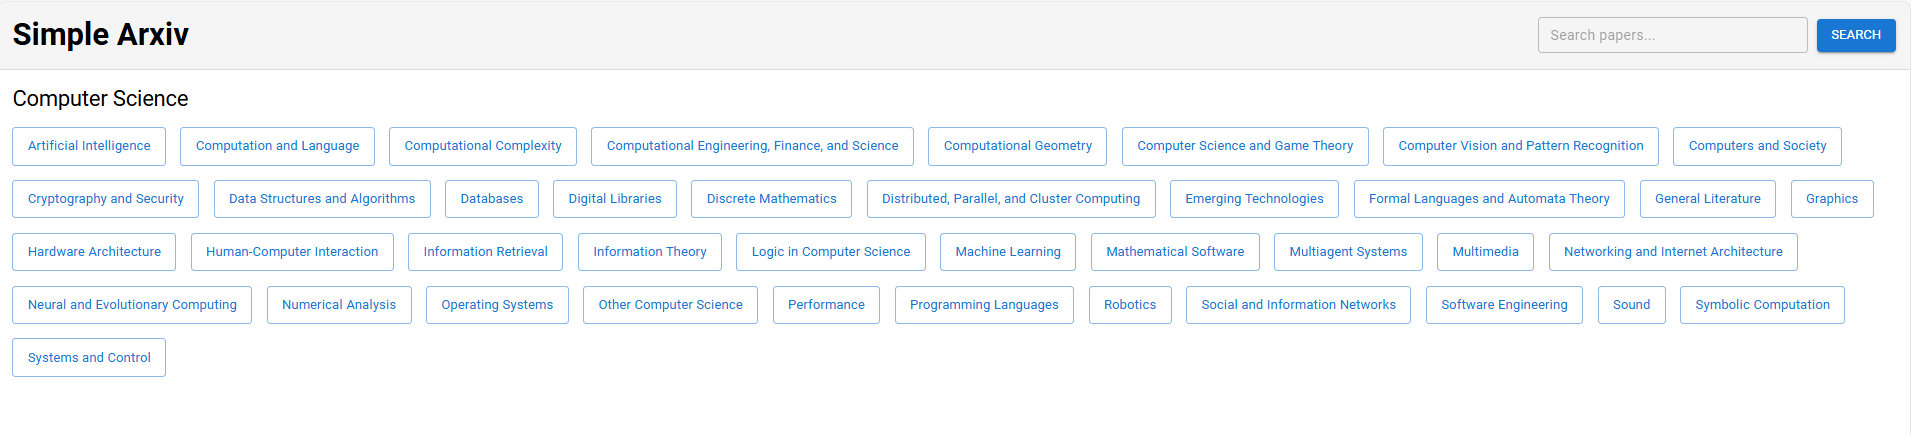 Simple Arxiv
Search papers...
SEARCH
Computer Science
Artificial Intelligence Computation and Language Computational Complexity Computational Engineering, Finance, and Science Computational Geometry Computer Science and Game Theory Computer Vision and Pattern Recognition Computers and Society
Cryptography and Security Data Structures and Algorithms Databases Digital Libraries Discrete Mathematics Distributed, Parallel, and Cluster Computing Emerging Technologies Formal Languages and Automata Theory General Literature Graphics
Hardware Architecture Human-Computer Interaction Information Retrieval Information Theory Logic in Computer Science Machine Learning Mathematical Software Multiagent Systems Multimedia Networking and Internet Architecture
Neural and Evolutionary Computing Numerical Analysis Operating Systems Other Computer Science Performance Programming Languages Robotics Social and Information Networks Software Engineering Sound Symbolic Computation
Systems and Control